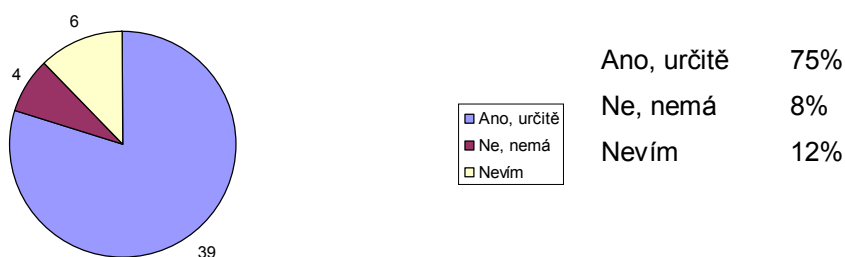 6
4
39
Ano, určitě
Ne, nemá
Nevím
Ano, určitě 75%
Ne, nemá 8%
Nevím 12%